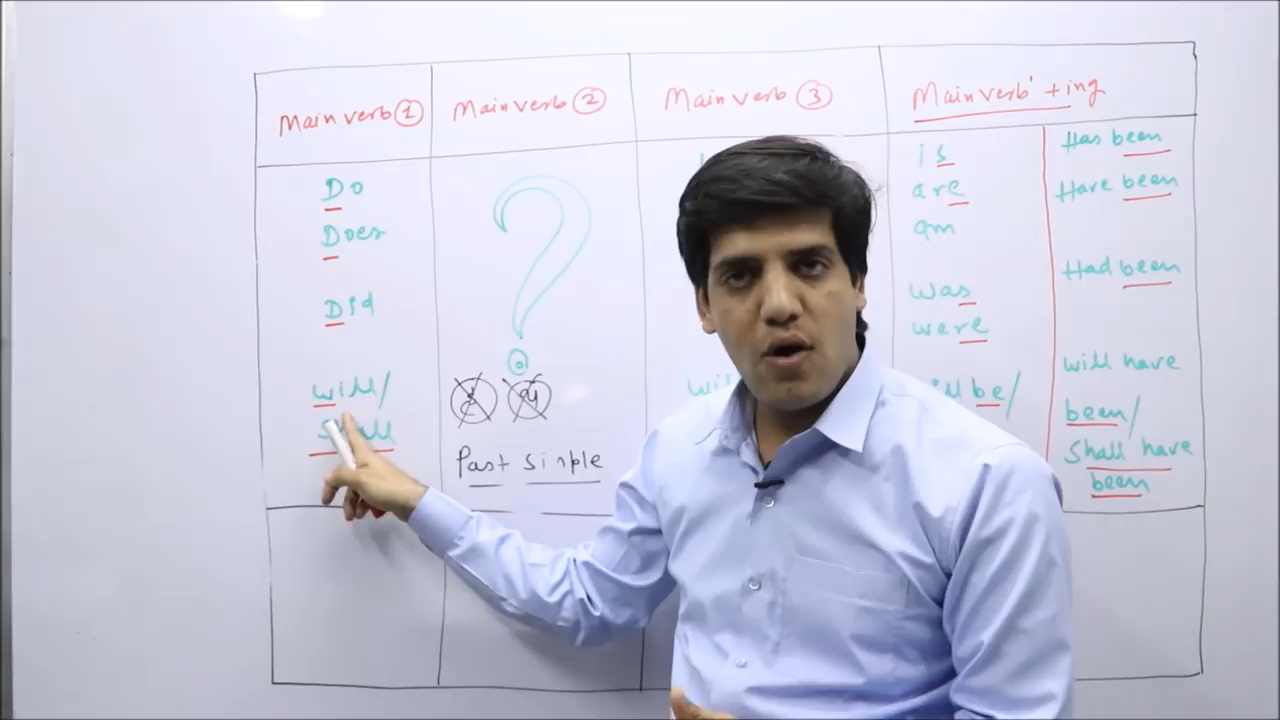 Main verb 1
Main verb 2
Main verb 3
Main verb' + ing
Do
Does
Did
will/
Shall
?
Past simple
is
are
am
was
were
be/
Has been
Have been
Had been
will have
been/
Shall have
been